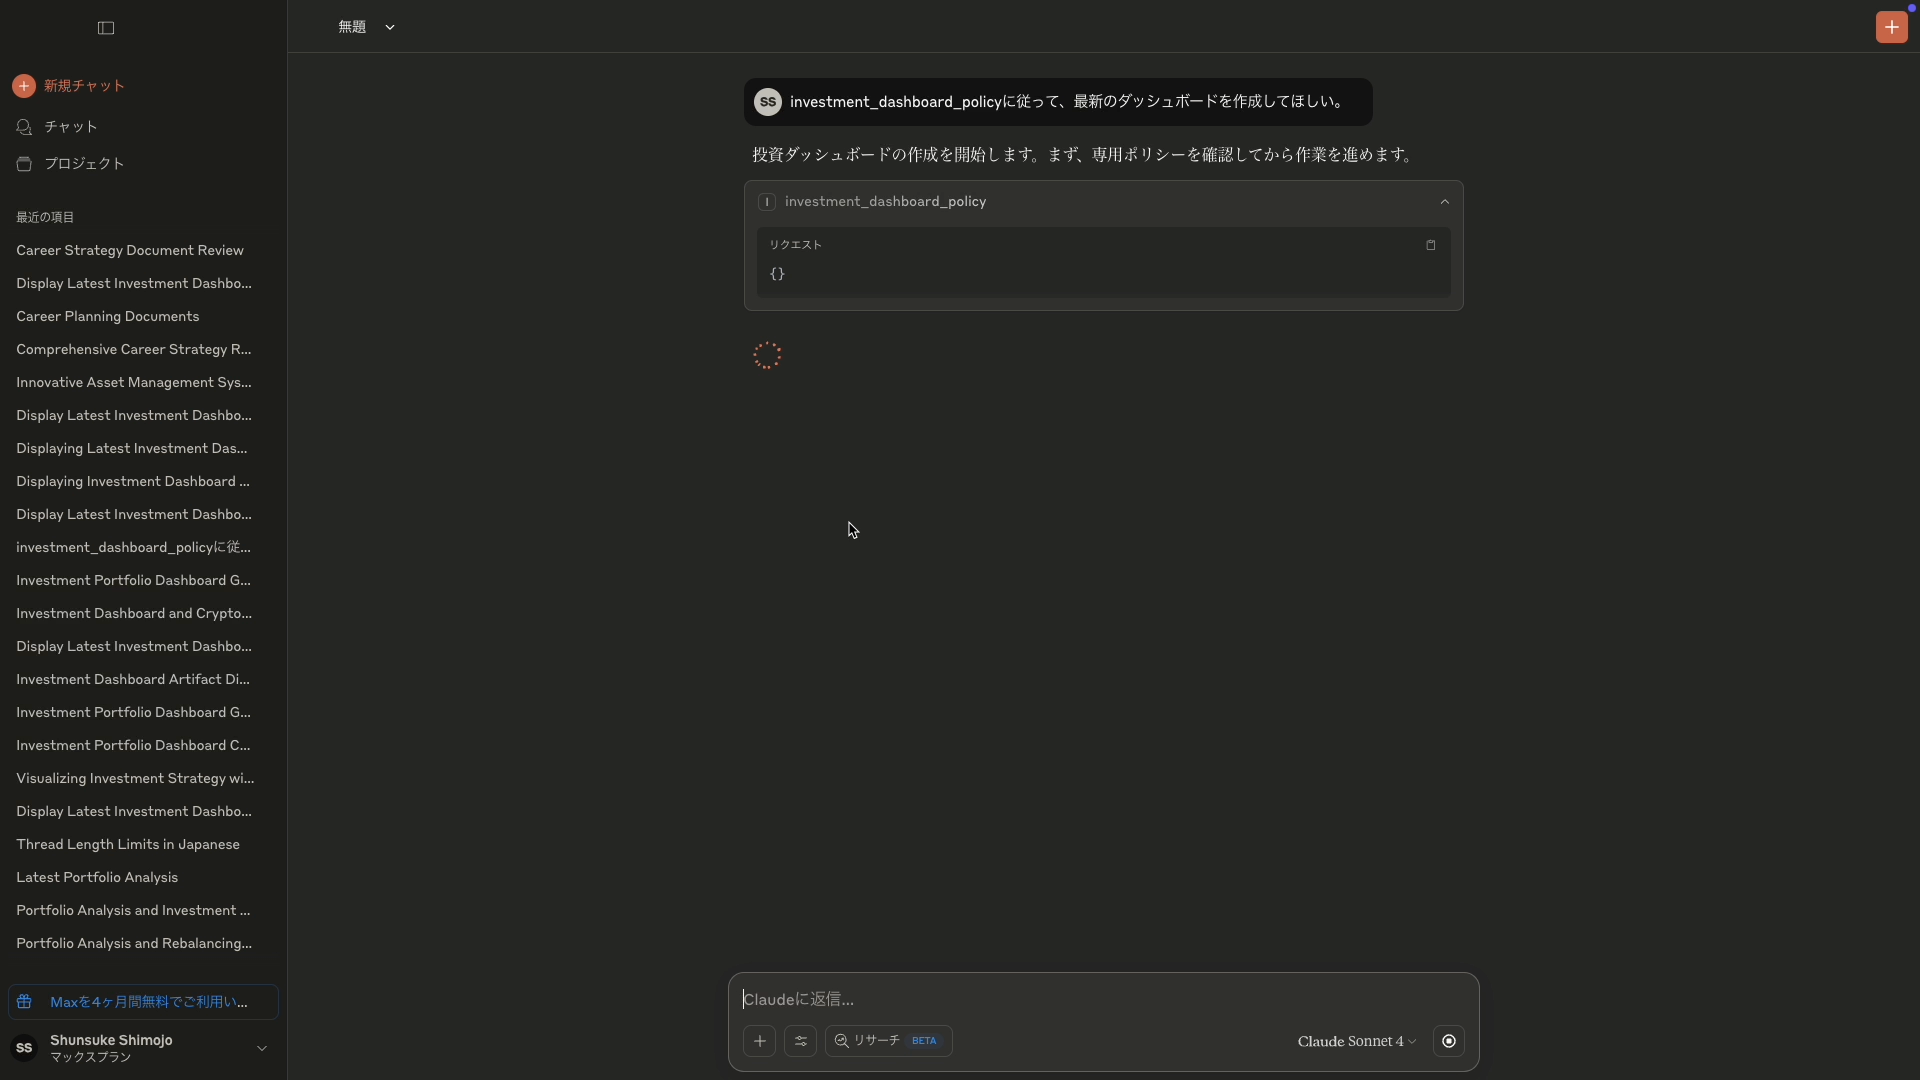 無題
新規チャット
チャット
プロジェクト
最近の項目
Career Strategy Document Review
Display Latest Investment Dashbo...
Career Planning Documents
Comprehensive Career Strategy R...
Innovative Asset Management Sys...
Display Latest Investment Dashbo...
Displaying Latest Investment Das...
Displaying Investment Dashboard ...
Display Latest Investment Dashbo...
investment_dashboard_policyに従...
Investment Portfolio Dashboard G...
Investment Dashboard and Crypto...
Display Latest Investment Dashbo...
Investment Dashboard Artifact Di...
Investment Portfolio Dashboard G...
Investment Portfolio Dashboard C...
Visualizing Investment Strategy wi...
Display Latest Investment Dashbo...
Thread Length Limits in Japanese
Latest Portfolio Analysis
Portfolio Analysis and Investment ...
Portfolio Analysis and Rebalancing...
Maxを4ヶ月間無料でご利用い...
SS
Shunsuke Shimojo
マックスプラン
SS investment_dashboard_policyに従って、最新のダッシュボードを作成してほしい。
投資ダッシュボードの作成を開始します。まず、専用ポリシーを確認してから作業を進めます。
I investment_dashboard_policy
リクエスト
{}
Claudeに返信...
リサーチ BETA
Claude Sonnet 4